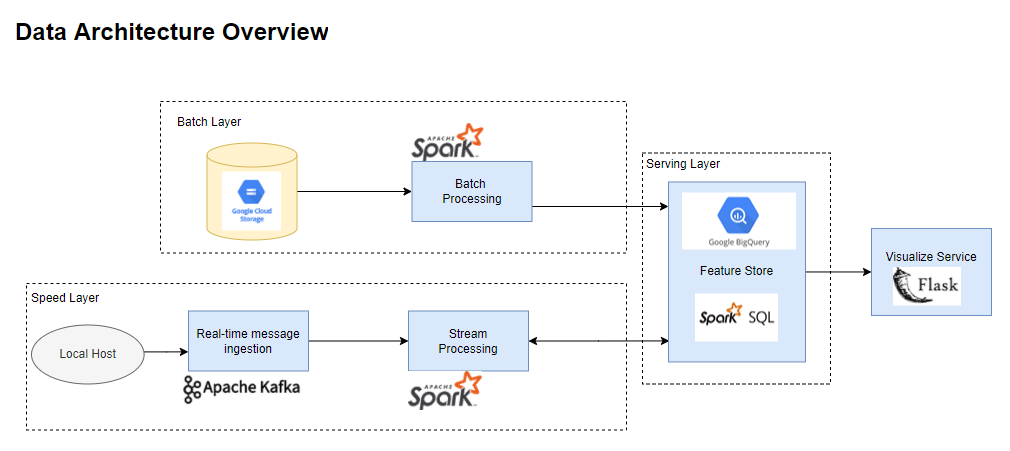 Data Architecture Overview
Batch Layer
Google Cloud
Storage
APACHE
Spark
Batch
Processing
Serving Layer
Google BigQuery
Feature Store
Spark SQL
Visualize Service
Flask
Speed Layer
Local Host
Real-time message
ingestion
Apache Kafka
Stream
Processing
APACHE
Spark